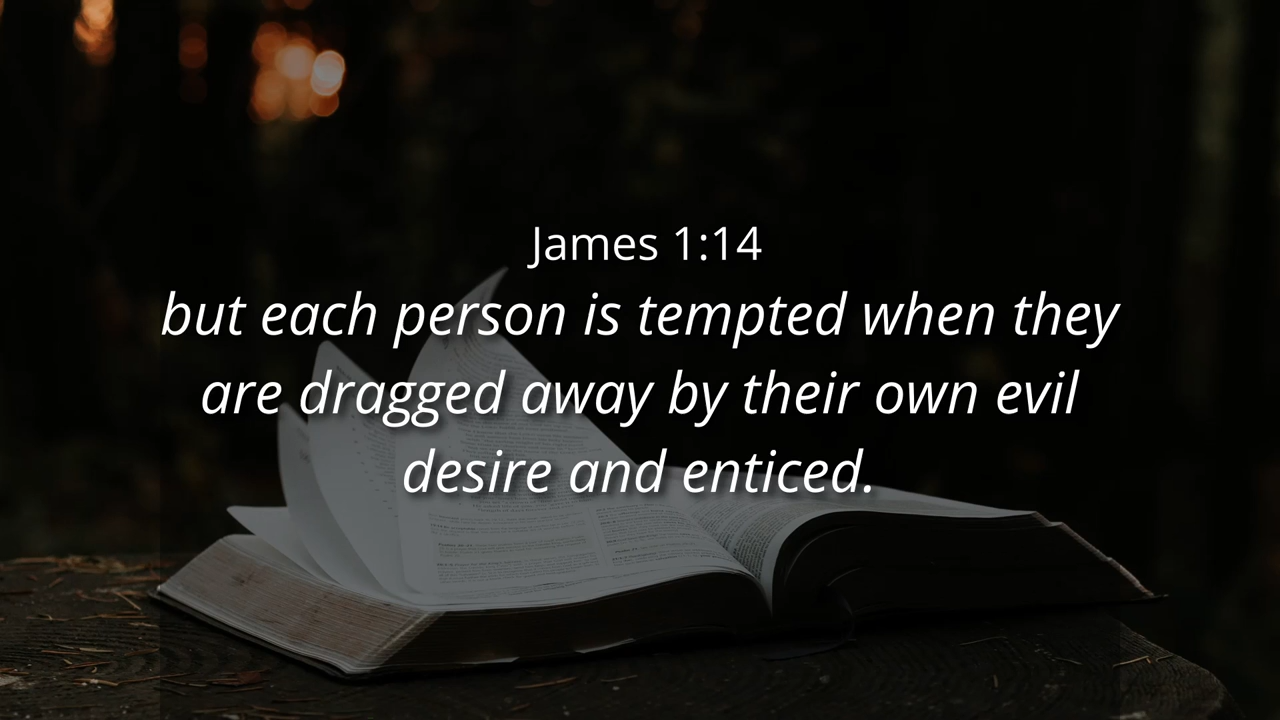 James 1:14
but each person is tempted when they
are dragged away by their own evil
desire and enticed.